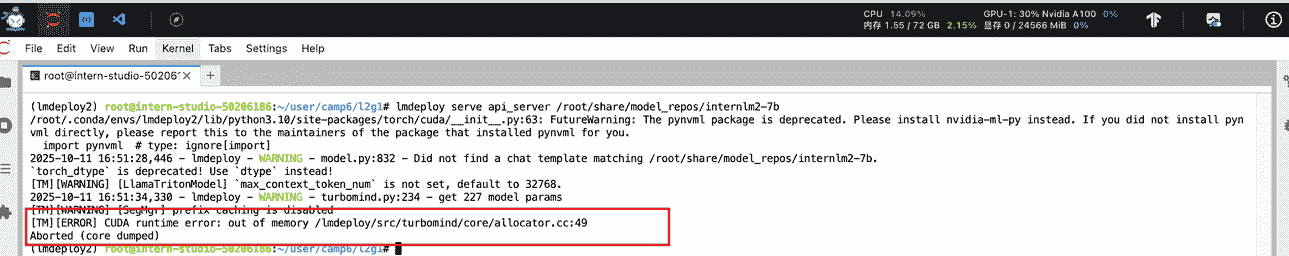 CPU 14.09% GPU-1: 30% Nvidia A100 0%
内存 1.55 / 72 GB 2.15% 显存 0 / 24566 MiB 0%
File Edit View Run Kernel Tabs Settings Help
root@intern-studio-50206 × +
(lmdeploy2) root@intern-studio-50206186:~/user/camp6/l2g1# lmdeploy serve api_server /root/share/model_repos/internlm2-7b
/root/.conda/envs/lmdeploy2/lib/python3.10/site-packages/torch/cuda/__init__.py:63: FutureWarning: The pynvml package is deprecated. Please install nvidia-ml-py instead. If you did not install pyn
vml directly, please report this to the maintainers of the package that installed pynvml for you.
import pynvml # type: ignore[import]
2025-10-11 16:51:28,446 - lmdeploy - WARNING - model.py:832 - Did not find a chat template matching /root/share/model_repos/internlm2-7b.
`torch_dtype` is deprecated! Use `dtype` instead!
[TM][WARNING] [LlamaTritonModel] `max_context_token_num` is not set, default to 32768.
2025-10-11 16:51:34,330 - lmdeploy - WARNING - turbomind.py:234 - get 227 model params
[TM][WARNING] [SegMgr] prefix caching is disabled
[TM][ERROR] CUDA runtime error: out of memory /lmdeploy/src/turbomind/core/allocator.cc:49
Aborted (core dumped)
(lmdeploy2) root@intern-studio-50206186:~/user/camp6/l2g1#